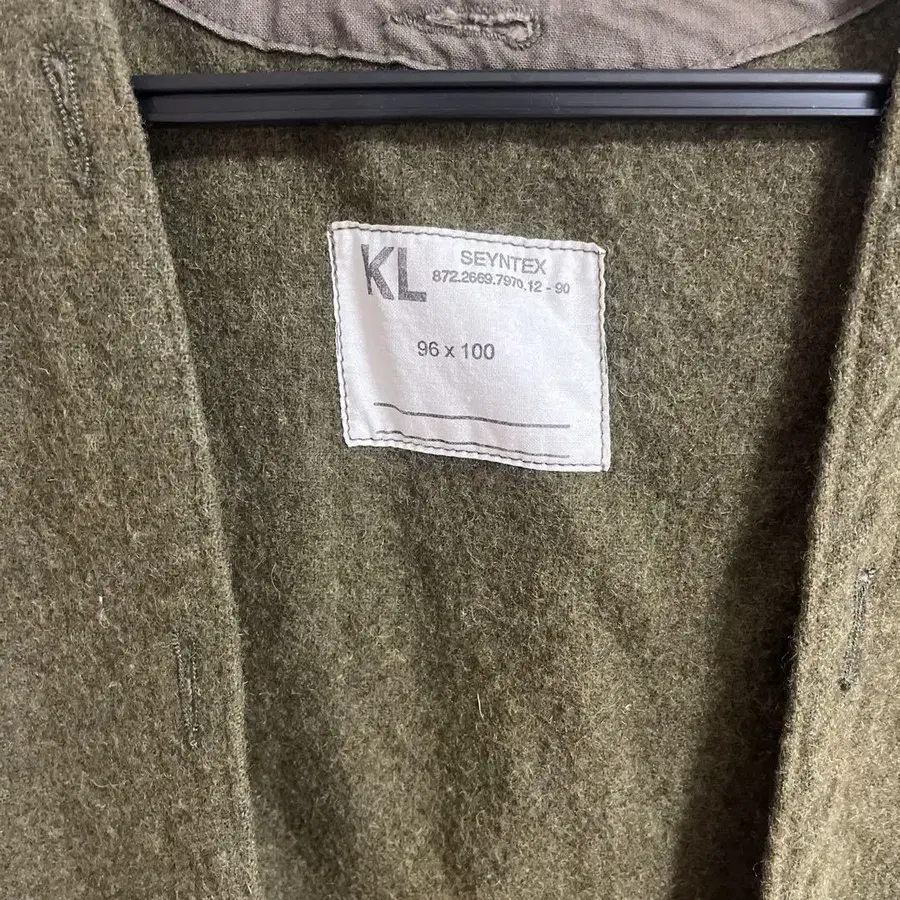 KL
SEYNTEX
872.2669.7970.12 - 90
96 x 100